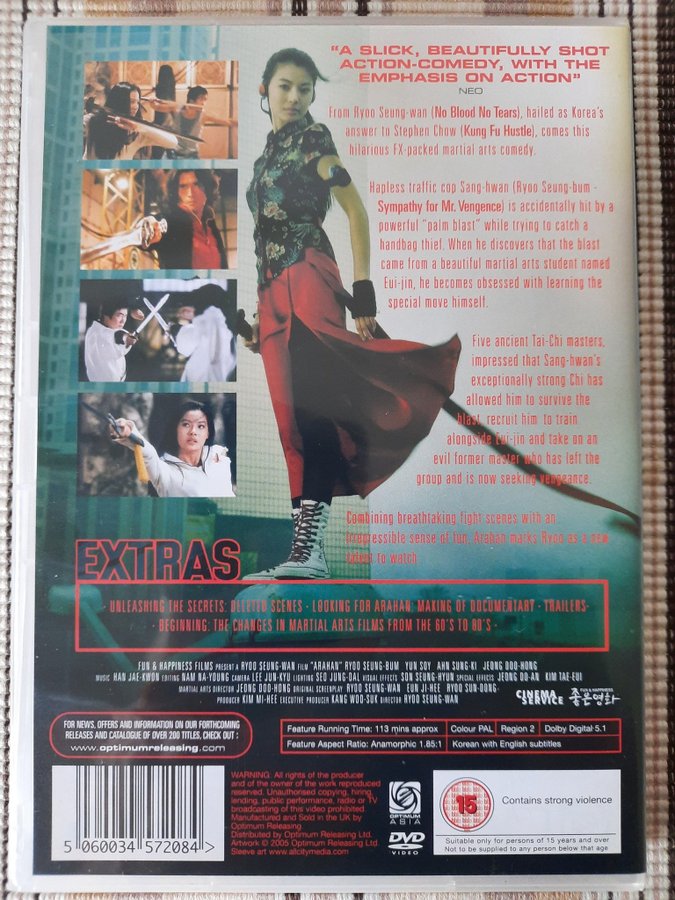 "A SLICK, BEAUTIFULLY SHOT
ACTION-COMEDY, WITH THE
EMPHASIS ON ACTION"
NEO
From Ryoo Seung-wan (No Blood No Tears), hailed as Korea's
answer to Stephen Chow (Kung Fu Hustle), comes this
hilarious FX-packed martial arts comedy.
Hapless traffic cop Sang-hwan (Ryoo Seung-bum -
Sympathy for Mr. Vengence) is accidentally hit by a
powerful "palm blast" while trying to catch a
handbag thief. When he discovers that the blast
came from a beautiful martial arts student named
Eui-jin, he becomes obsessed with learning the
special move himself.
Five ancient Tai-Chi masters,
impressed that Sang-hwan's
exceptionally strong Chi has
allowed him to survive the
blast, recruit him to train
alongside Eui-jin and take on an
evil former master who has left the
group and is now seeking vengeance.
Combining breathtaking fight scenes with an
irrepressible sense of fun, Arahan marks Ryoo as a new
talent to watch.
EXTRAS
· UNLEASHING THE SECRETS: DELETED SCENES · LOOKING FOR ARAHAN: MAKING OF DOCUMENTARY · TRAILERS·
· BEGINNING: THE CHANGES IN MARTIAL ARTS FILMS FROM THE 60'S TO 80'S ·
FUN & HAPPINESS FILMS PRESENT A RYOO SEUNG-WAN FILM "ARAHAN" RYOO SEUNG-BUM YUN SOY AHN SUNG-KI JEONG DOO-HONG
MUSIC HAN JAE-KWON EDITING NAM NA-YOUNG CAMERA LEE JUN-KYU LIGHTING SEO JUNG-DAL VISUAL EFFECTS SON SEUNG-HYUN SPECIAL EFFECTS JEONG DO-AN KIM TAE-EUI
MARTIAL ARTS DIRECTOR JEONG DOO-HONG ORIGINAL SCREENPLAY RYOO SEUNG-WAN EUN JI-HEE RYOO SUN-DONG
PRODUCER KIM MI-HEE EXECUTIVE PRODUCER KANG WOO-SUK DIRECTOR RYOO SEUNG-WAN
CINEMA SERVICE
FUN & HAPPINESS
좋은영화
FOR NEWS, OFFERS AND INFORMATION ON OUR FORTHCOMING
RELEASES AND CATALOGUE OF OVER 200 TITLES, CHECK OUT:
www.optimumreleasing.com
Feature Running Time: 113 mins approx Colour PAL Region 2 Dolby Digital 5.1
Feature Aspect Ratio: Anamorphic 1.85:1 Korean with English subtitles
WARNING. All rights of the producer
and of the owner of the work reproduced
reserved. Unauthorised copying, hiring,
lending, public performance, radio or TV
broadcasting of this video prohibited.
Manufactured and Sold in the UK by
Optimum Releasing.
Distributed by Optimum Releasing Ltd.
Artwork © 2005 Optimum Releasing Ltd.
Sleeve art www.allcitymedia.com
5 060034 572084 >
OPTIMUM
ASIA
DVD
VIDEO
15
Contains strong violence
Suitable only for persons of 15 years and over
Not to be supplied to any person below that age